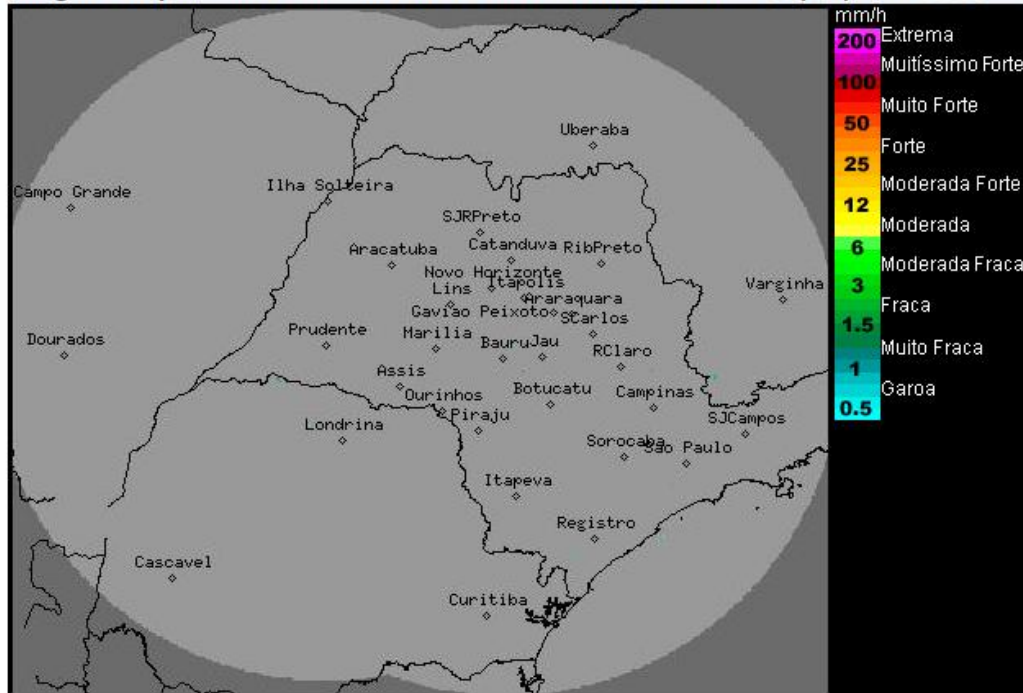 mm/h
200 Extrema
Muitíssimo Forte
100
Muito Forte
50
Forte
25
Moderada Forte
12
Moderada
6
Moderada Fraca
3
Fraca
1.5
Muito Fraca
1
Garoa
0.5
Uberaba
Campo Grande
Ilha Solteira
SJRPreto
Catanduva
RibPreto
Aracatuba
Novo Horizonte
Itapolis
Lins
Araraquara
Varginha
Gaviao Peixoto
SCarlos
Prudente
Marilia
Dourados
Bauru
Jau
RClaro
Assis
Ourinhos
Botucatu
Campinas
Piraju
SJCampos
Londrina
Sorocaba
Sao Paulo
Itapeva
Registro
Cascavel
Curitiba